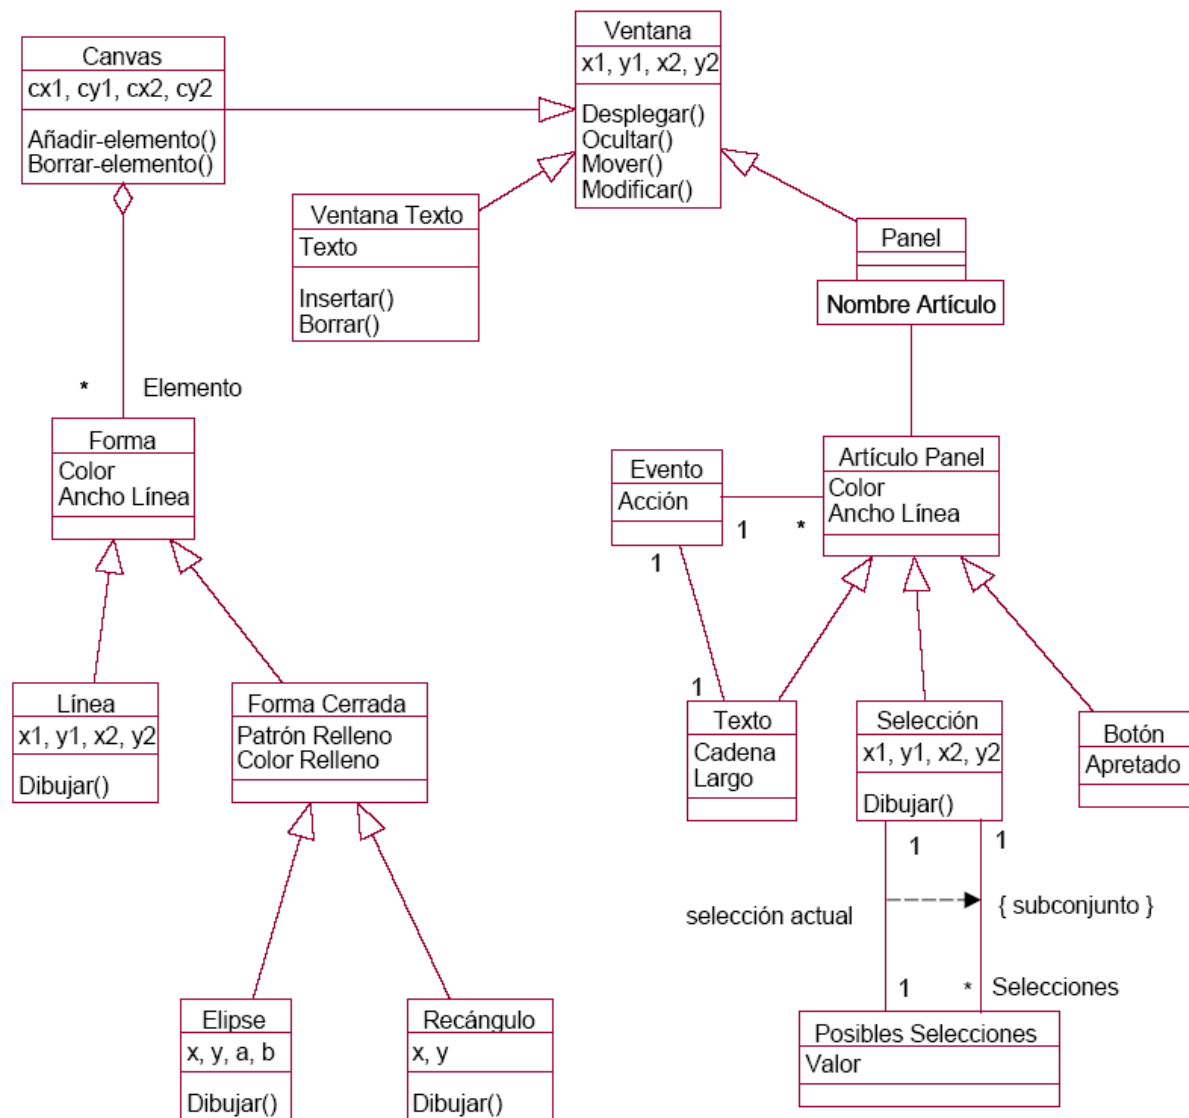 Canvas
cx1, cy1, cx2, cy2
Añadir-elemento()
Borrar-elemento()
Ventana
x1, y1, x2, y2
Desplegar()
Ocultar()
Mover()
Modificar()
Ventana Texto
Texto
Insertar()
Borrar()
Panel
Nombre Artículo
* Elemento
Forma
Color
Ancho Línea
Evento
Acción
1 *
Artículo Panel
Color
Ancho Línea
1
1
Línea
x1, y1, x2, y2
Dibujar()
Forma Cerrada
Patrón Relleno
Color Relleno
Texto
Cadena
Largo
Selección
x1, y1, x2, y2
Dibujar()
Botón
Apretado
1 1
selección actual
{ subconjunto }
1 * Selecciones
Elipse
x, y, a, b
Dibujar()
Recángulo
x, y
Dibujar()
Posibles Selecciones
Valor